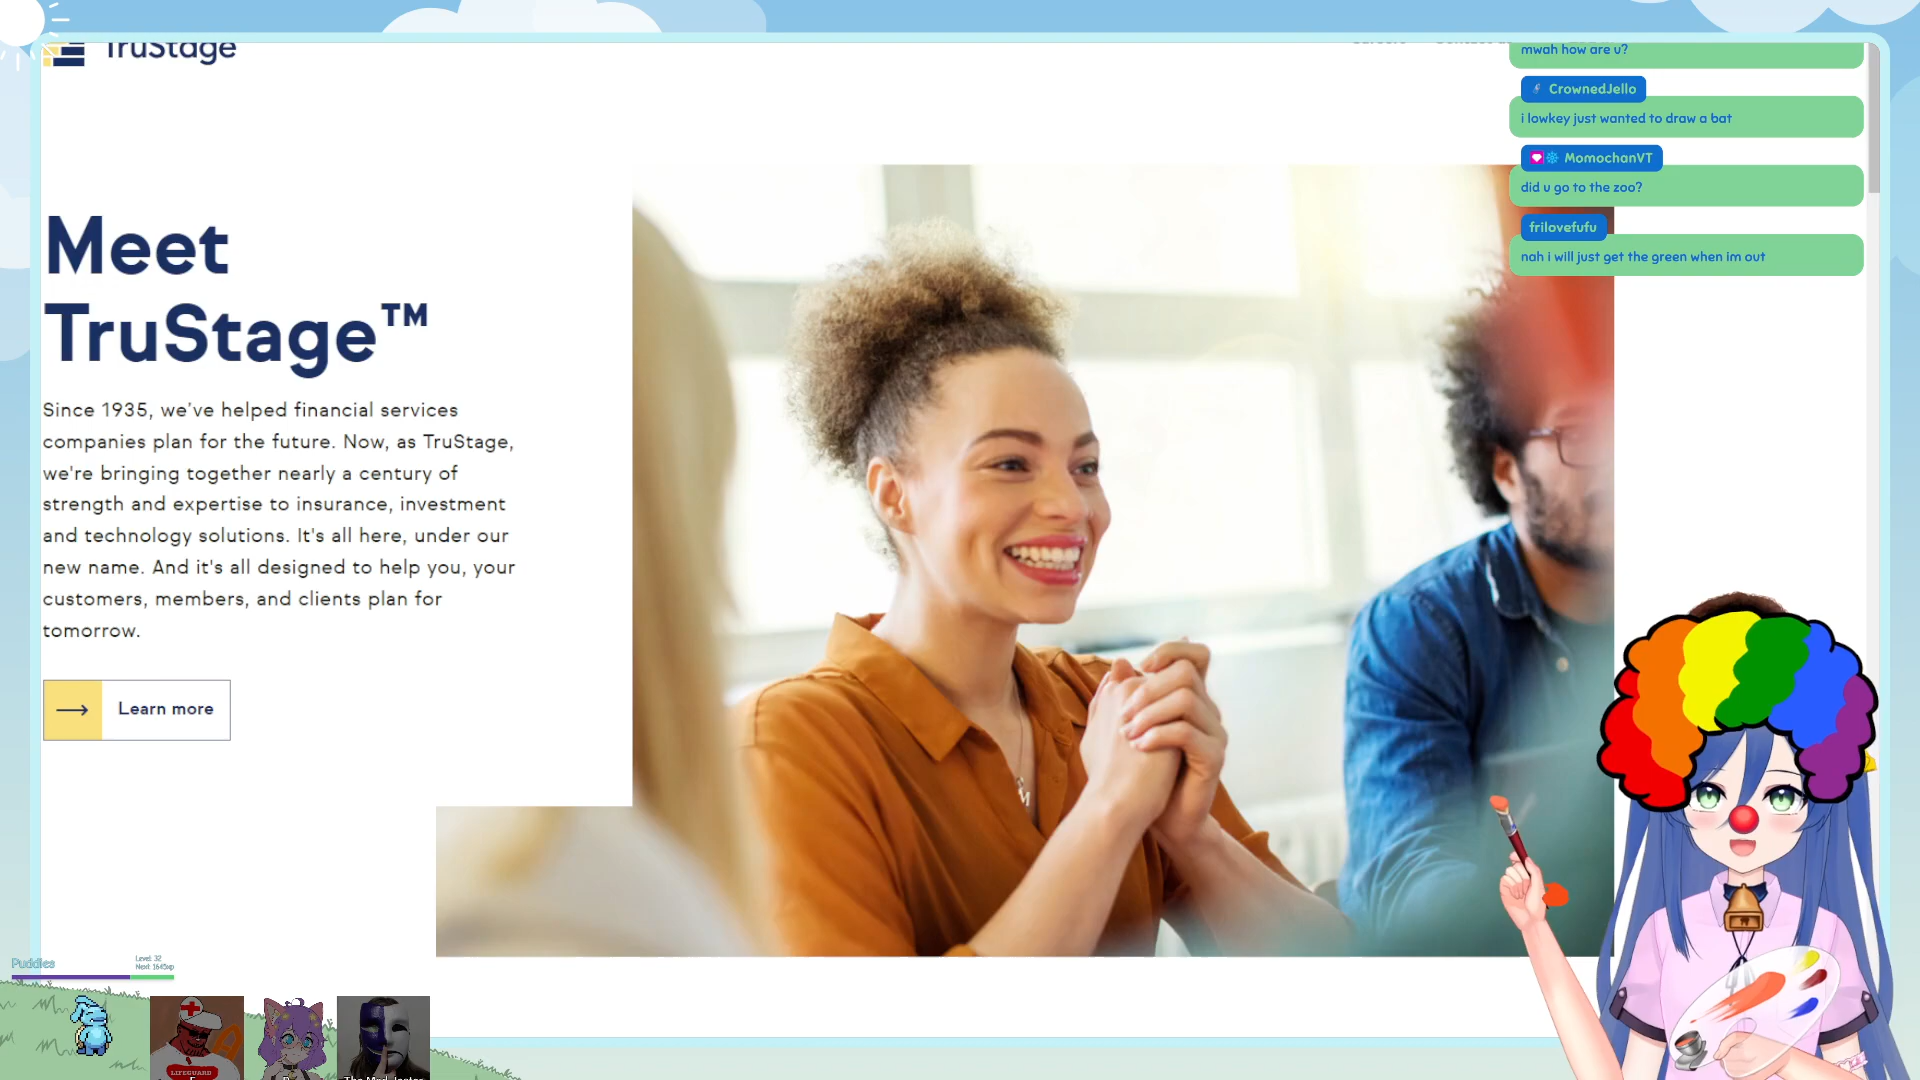 TruStage
Meet
TruStage™
Since 1935, we've helped financial services
companies plan for the future. Now, as TruStage,
we're bringing together nearly a century of
strength and expertise to insurance, investment
and technology solutions. It's all here, under our
new name. And it's all designed to help you, your
customers, members, and clients plan for
tomorrow.
Learn more
mwah how are u?
CrownedJello
i lowkey just wanted to draw a bat
MomochanVT
did u go to the zoo?
frilovefufu
nah i will just get the green when im out
Puddles
Level: 32
Next: 1645xp
LIFEGUARD